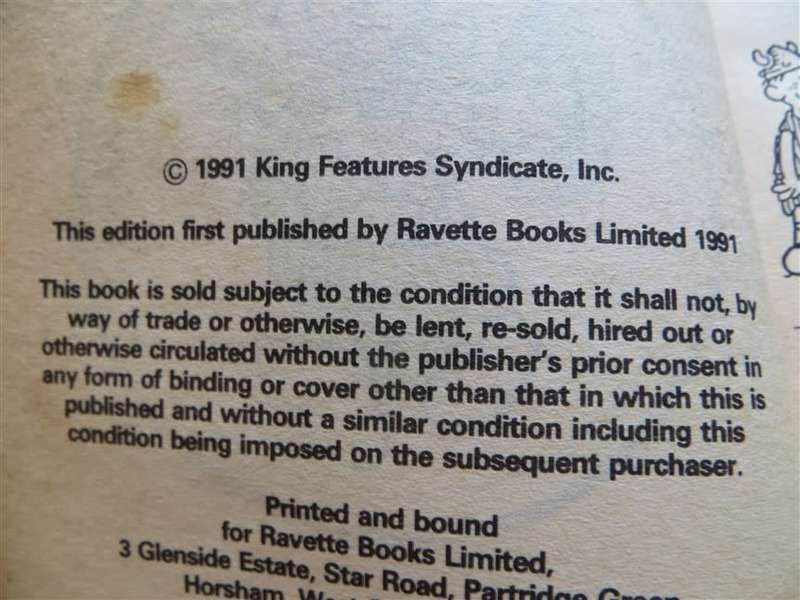 © 1991 King Features Syndicate, Inc.
This edition first published by Ravette Books Limited 1991
This book is sold subject to the condition that it shall not, by
way of trade or otherwise, be lent, re-sold, hired out or
otherwise circulated without the publisher's prior consent in
any form of binding or cover other than that in which this is
published and without a similar condition including this
condition being imposed on the subsequent purchaser.
Printed and bound
for Ravette Books Limited,
3 Glenside Estate, Star Road, Partridge Green
Horsham,